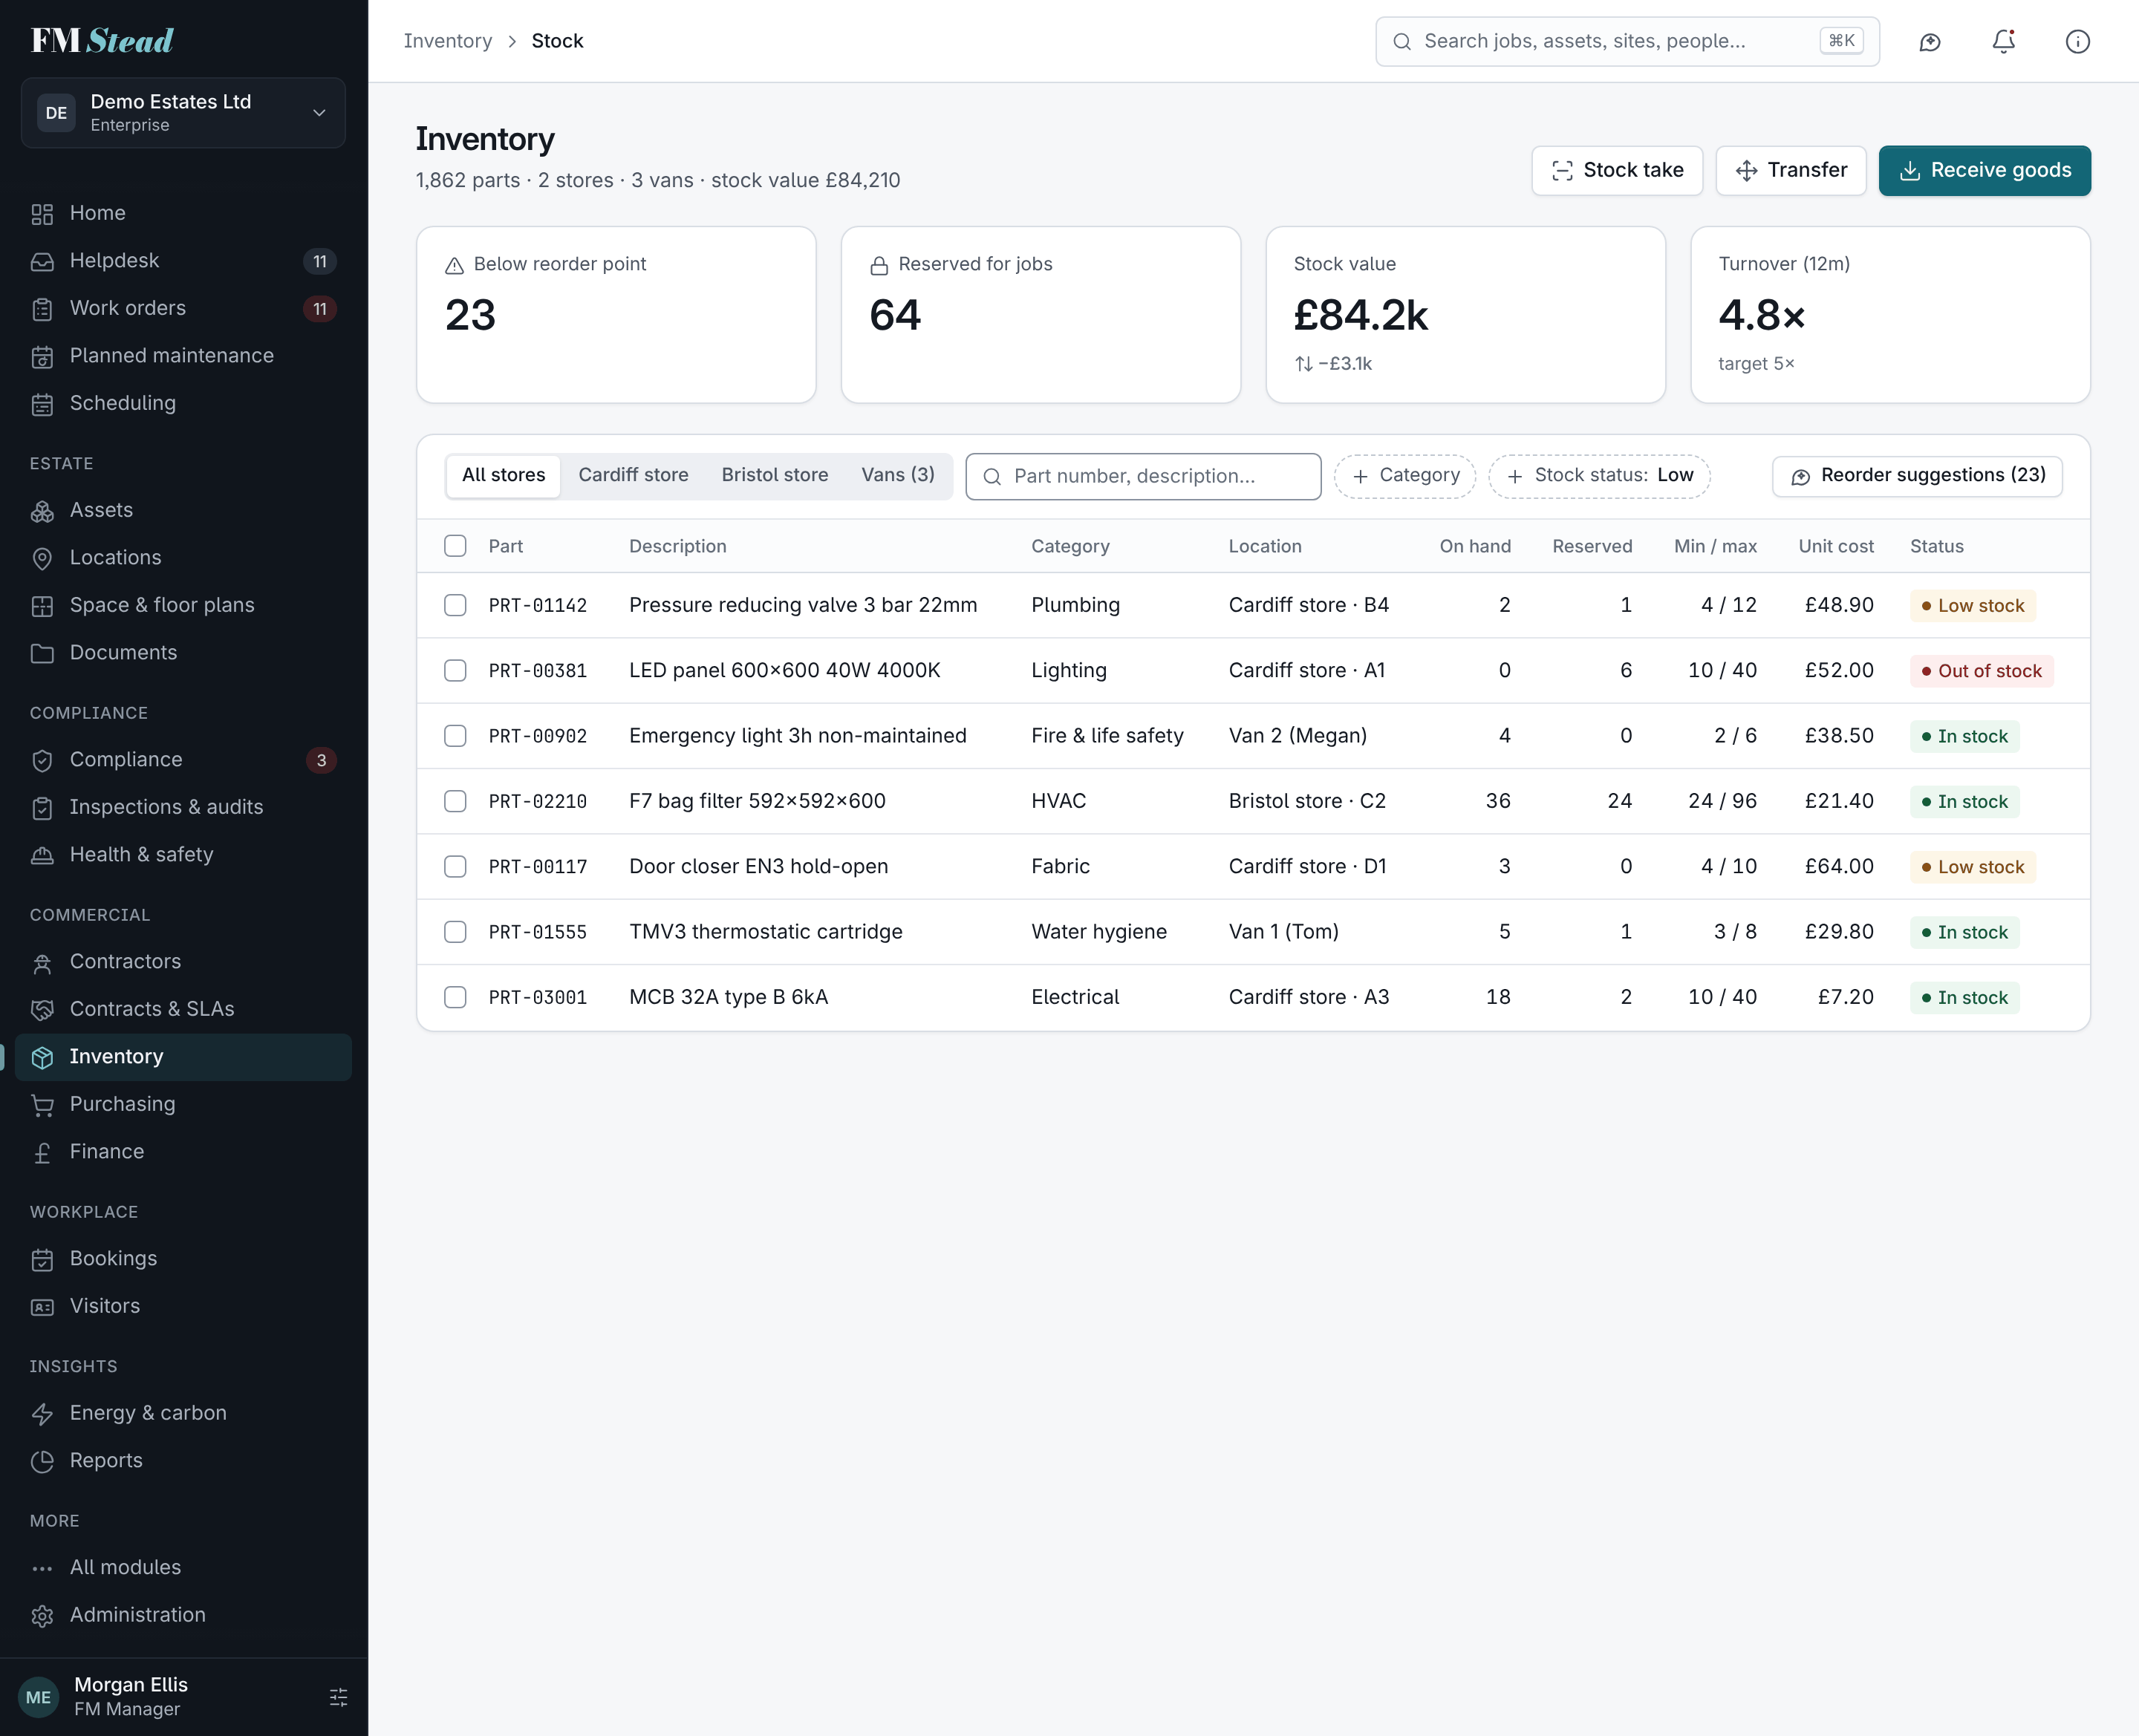 FM Stead
DE
Demo Estates Ltd
Enterprise
Home
Helpdesk 11
Work orders 11
Planned maintenance
Scheduling
ESTATE
Assets
Locations
Space & floor plans
Documents
COMPLIANCE
Compliance 3
Inspections & audits
Health & safety
COMMERCIAL
Contractors
Contracts & SLAs
Inventory
Purchasing
Finance
WORKPLACE
Bookings
Visitors
INSIGHTS
Energy & carbon
Reports
MORE
All modules
Administration
ME
Morgan Ellis
FM Manager
Inventory > Stock
Search jobs, assets, sites, people... ⌘K
Inventory
1,862 parts · 2 stores · 3 vans · stock value £84,210
Stock take
Transfer
Receive goods
Below reorder point
23
Reserved for jobs
64
Stock value
£84.2k
−£3.1k
Turnover (12m)
4.8×
target 5×
All stores Cardiff store Bristol store Vans (3) Part number, description... + Category + Stock status: Low Reorder suggestions (23)
Part Description Category Location On hand Reserved Min / max Unit cost Status
PRT-01142 Pressure reducing valve 3 bar 22mm Plumbing Cardiff store · B4 2 1 4 / 12 £48.90 Low stock
PRT-00381 LED panel 600×600 40W 4000K Lighting Cardiff store · A1 0 6 10 / 40 £52.00 Out of stock
PRT-00902 Emergency light 3h non-maintained Fire & life safety Van 2 (Megan) 4 0 2 / 6 £38.50 In stock
PRT-02210 F7 bag filter 592×592×600 HVAC Bristol store · C2 36 24 24 / 96 £21.40 In stock
PRT-00117 Door closer EN3 hold-open Fabric Cardiff store · D1 3 0 4 / 10 £64.00 Low stock
PRT-01555 TMV3 thermostatic cartridge Water hygiene Van 1 (Tom) 5 1 3 / 8 £29.80 In stock
PRT-03001 MCB 32A type B 6kA Electrical Cardiff store · A3 18 2 10 / 40 £7.20 In stock